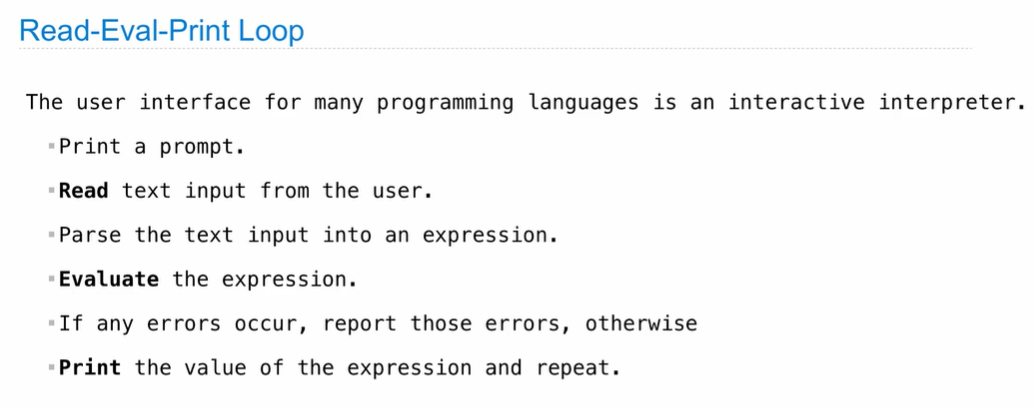 Read-Eval-Print Loop
The user interface for many programming languages is an interactive interpreter.
Print a prompt.
Read text input from the user.
Parse the text input into an expression.
Evaluate the expression.
If any errors occur, report those errors, otherwise
Print the value of the expression and repeat.